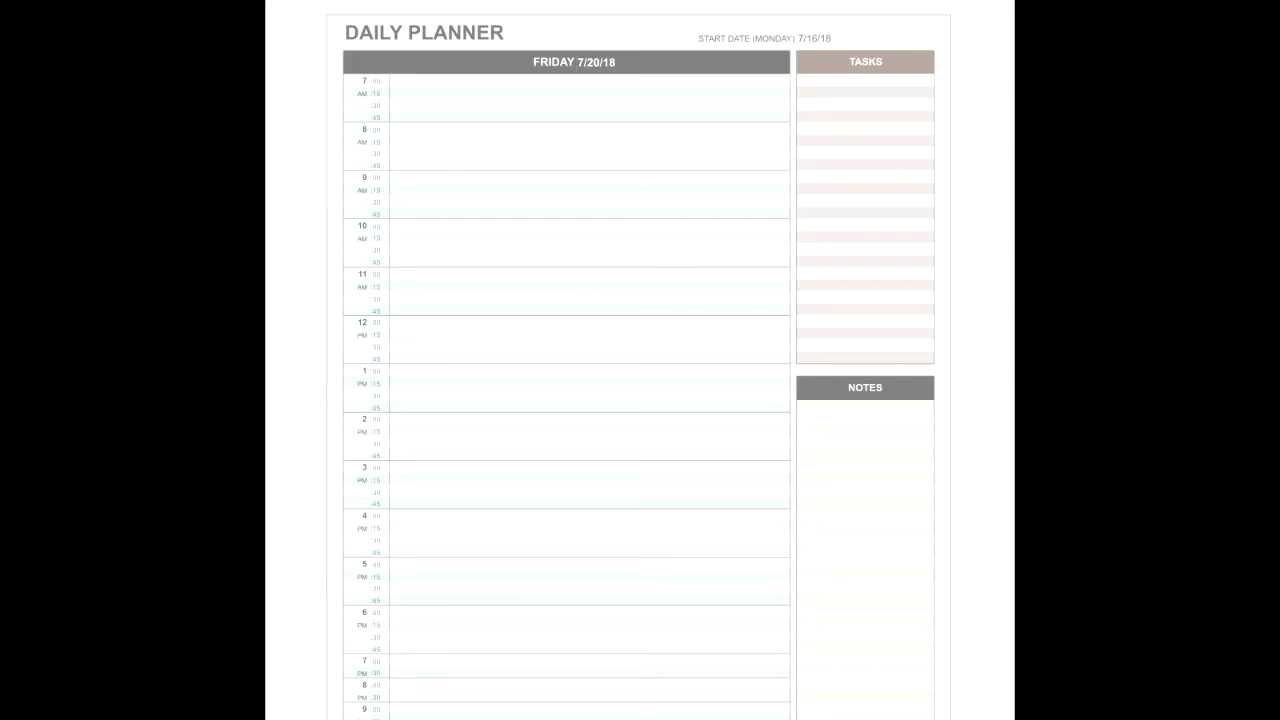 DAILY PLANNER
START DATE (MONDAY) 7/16/18
FRIDAY 7/20/18
TASKS
7 :00
AM :15
:30
:45
8 :00
AM :15
:30
:45
9 :00
AM :15
:30
:45
10 :00
AM :15
:30
:45
11 :00
AM :15
:30
:45
12 :00
PM :15
:30
:45
1 :00
PM :15
:30
:45
NOTES
2 :00
PM :15
:30
:45
3 :00
PM :15
:30
:45
4 :00
PM :15
:30
:45
5 :00
PM :15
:30
:45
6 :00
PM :15
:30
:45
7 :00
PM :30
8 :00
PM :30
9 :00